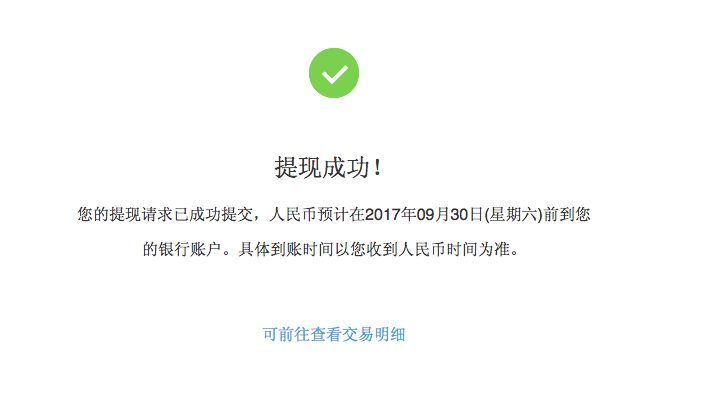 提现成功！
您的提现请求已成功提交，人民币预计在2017年09月30日(星期六)前到您
的银行账户。具体到账时间以您收到人民币时间为准。
可前往查看交易明细